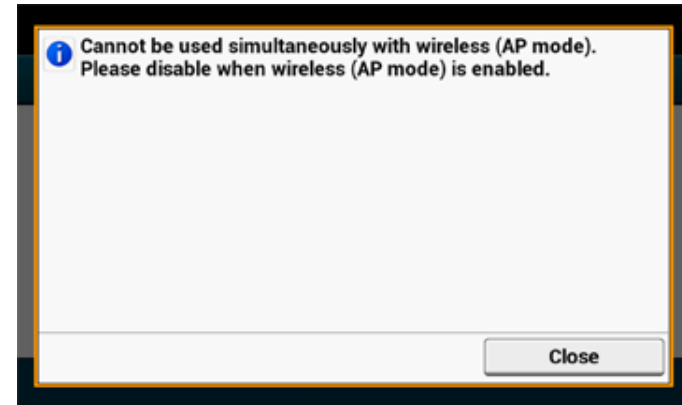 Cannot be used simultaneously with wireless (AP mode).
Please disable when wireless (AP mode) is enabled.
Close